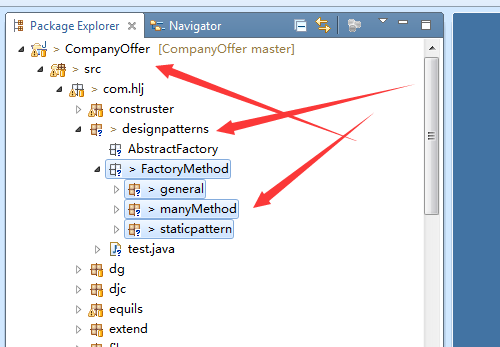 Package Explorer Navigator
> CompanyOffer [CompanyOffer master]
> src
> com.hlj
construster
> designpatterns
AbstractFactory
> FactoryMethod
> general
> manyMethod
> staticpattern
test.java
dg
djc
equils
extend